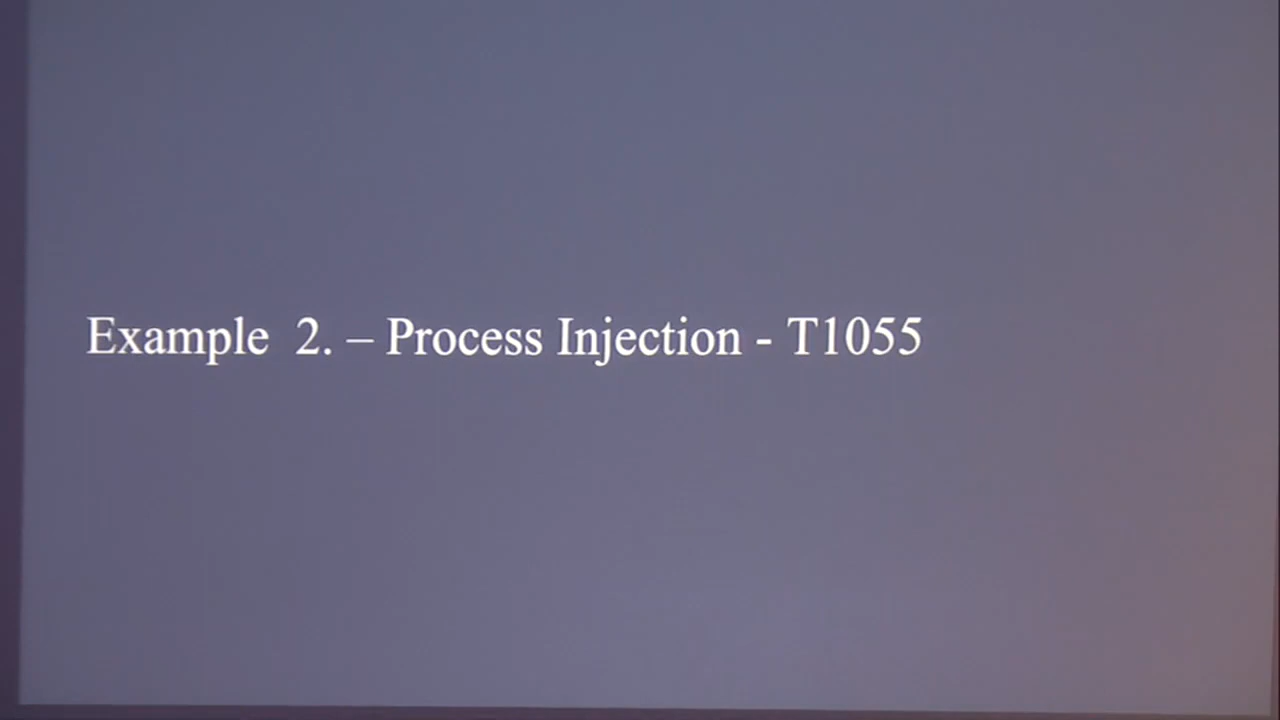 Example  2. – Process Injection - T1055